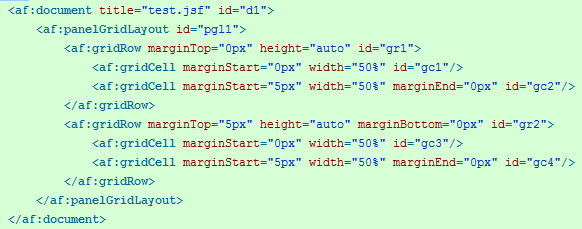 <af:document title="test.jsf" id="d1">
<af:panelGridLayout id="pgl1">
<af:gridRow marginTop="0px" height="auto" id="gr1">
<af:gridCell marginStart="0px" width="50%" id="gc1"/>
<af:gridCell marginStart="5px" width="50%" marginEnd="0px" id="gc2"/>
</af:gridRow>
<af:gridRow marginTop="5px" height="auto" marginBottom="0px" id="gr2">
<af:gridCell marginStart="0px" width="50%" id="gc3"/>
<af:gridCell marginStart="5px" width="50%" marginEnd="0px" id="gc4"/>
</af:gridRow>
</af:panelGridLayout>
</af:document>